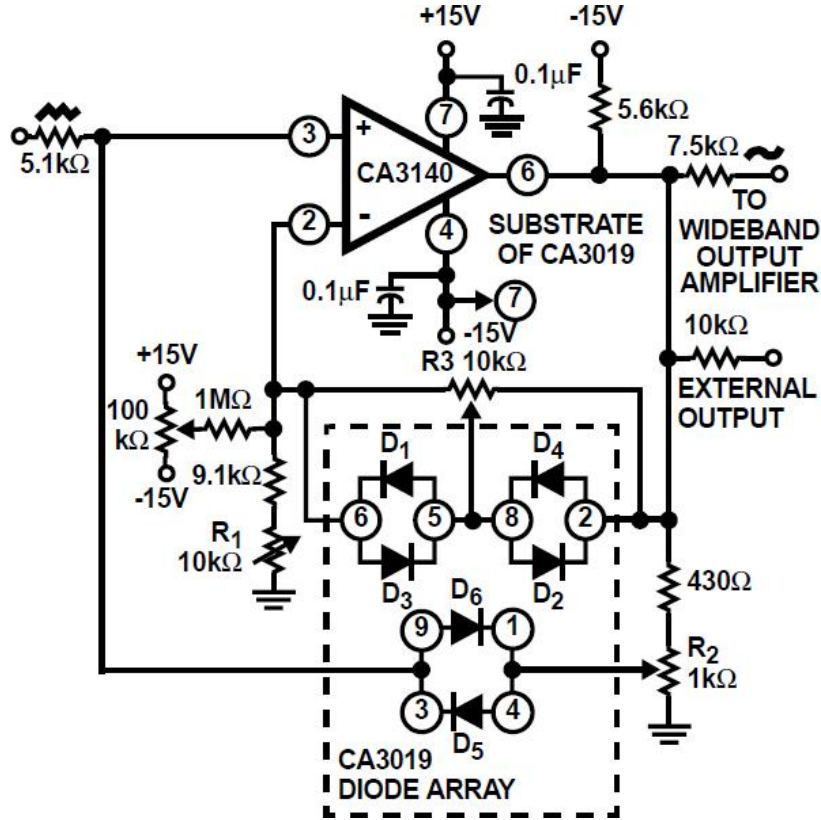 +15V
-15V
0.1µF
7
5.6kΩ
5.1kΩ
3
+
CA3140
6
7.5kΩ
TO
WIDEBAND
OUTPUT
AMPLIFIER
2
-
4
SUBSTRATE
OF CA3019
0.1µF
7
-15V
R3 10kΩ
10kΩ
EXTERNAL
OUTPUT
+15V
100
kΩ
1MΩ
-15V
9.1kΩ
R1
10kΩ
D1
D4
6
5
8
2
D3
D2
430Ω
D6
9
1
R2
1kΩ
3
4
D5
CA3019
DIODE ARRAY